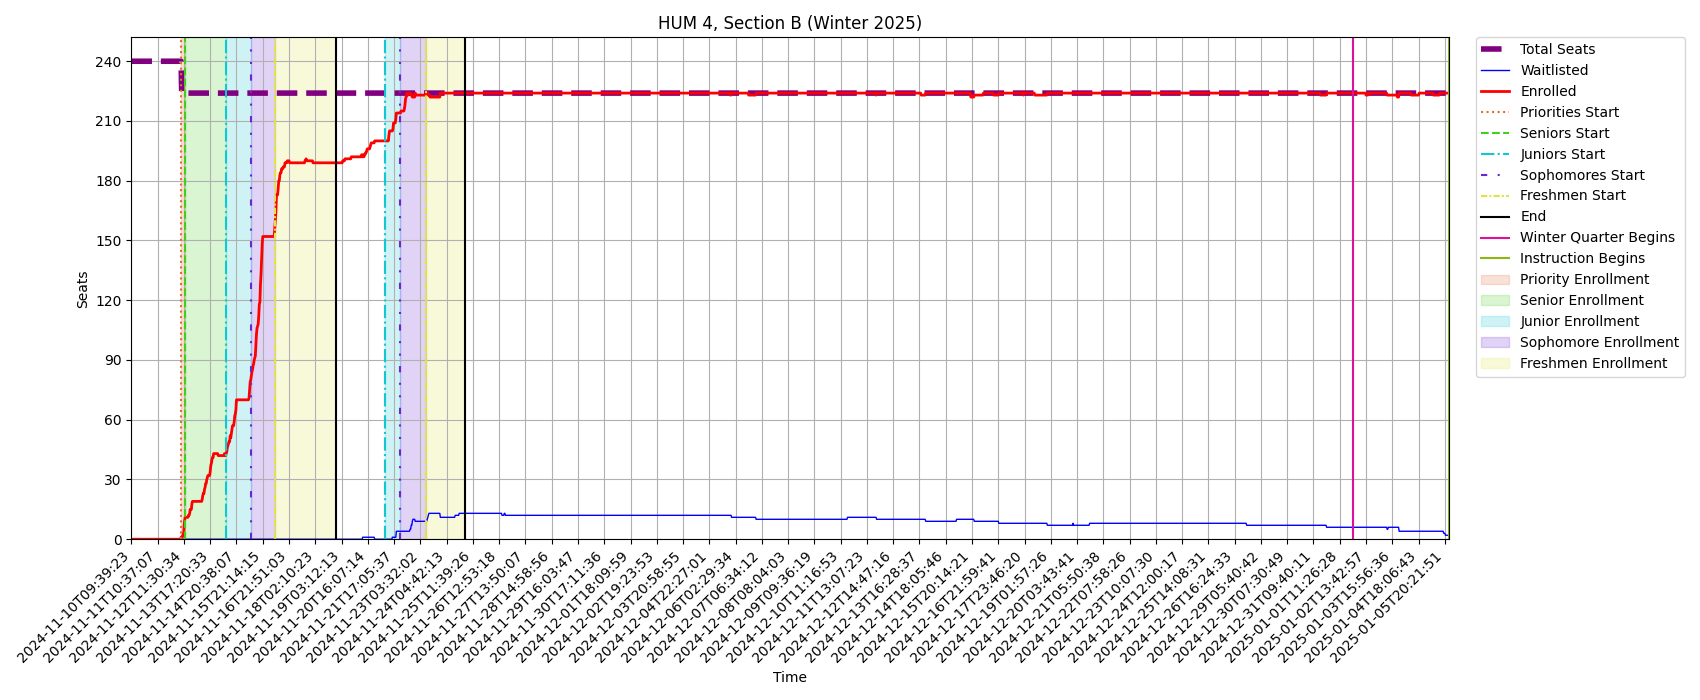 HUM 4, Section B (Winter 2025)
Seats
240
210
180
150
120
90
60
30
0
2024-11-10T09:39:23
2024-11-11T10:37:07
2024-11-12T11:30:34
2024-11-13T17:20:33
2024-11-14T20:38:07
2024-11-15T21:14:15
2024-11-16T21:51:03
2024-11-18T02:10:23
2024-11-19T03:12:13
2024-11-20T16:07:14
2024-11-21T17:05:37
2024-11-23T03:32:02
2024-11-24T04:42:13
2024-11-25T11:39:26
2024-11-26T12:53:18
2024-11-27T13:50:07
2024-11-28T14:58:56
2024-11-29T16:03:47
2024-11-30T17:11:36
2024-12-01T18:09:59
2024-12-02T19:23:53
2024-12-03T20:58:55
2024-12-04T22:27:01
2024-12-06T02:29:34
2024-12-07T06:34:12
2024-12-08T08:04:03
2024-12-09T09:36:19
2024-12-10T11:16:53
2024-12-11T13:07:23
2024-12-12T14:47:16
2024-12-13T16:28:37
2024-12-14T18:05:46
2024-12-15T20:14:21
2024-12-16T21:59:41
2024-12-17T23:46:20
2024-12-19T01:57:26
2024-12-20T03:43:41
2024-12-21T05:50:38
2024-12-22T07:58:26
2024-12-23T10:07:30
2024-12-24T12:00:17
2024-12-25T14:08:31
2024-12-26T16:24:33
2024-12-29T05:40:42
2024-12-30T07:30:49
2025-01-01T09:40:11
2025-01-01T11:26:28
2025-01-02T13:42:57
2025-01-03T15:56:36
2025-01-04T18:06:43
2025-01-05T20:21:51
Time
Total Seats
Waitlisted
Enrolled
Priorities Start
Seniors Start
Juniors Start
Sophomores Start
Freshmen Start
End
Winter Quarter Begins
Instruction Begins
Priority Enrollment
Senior Enrollment
Junior Enrollment
Sophomore Enrollment
Freshmen Enrollment